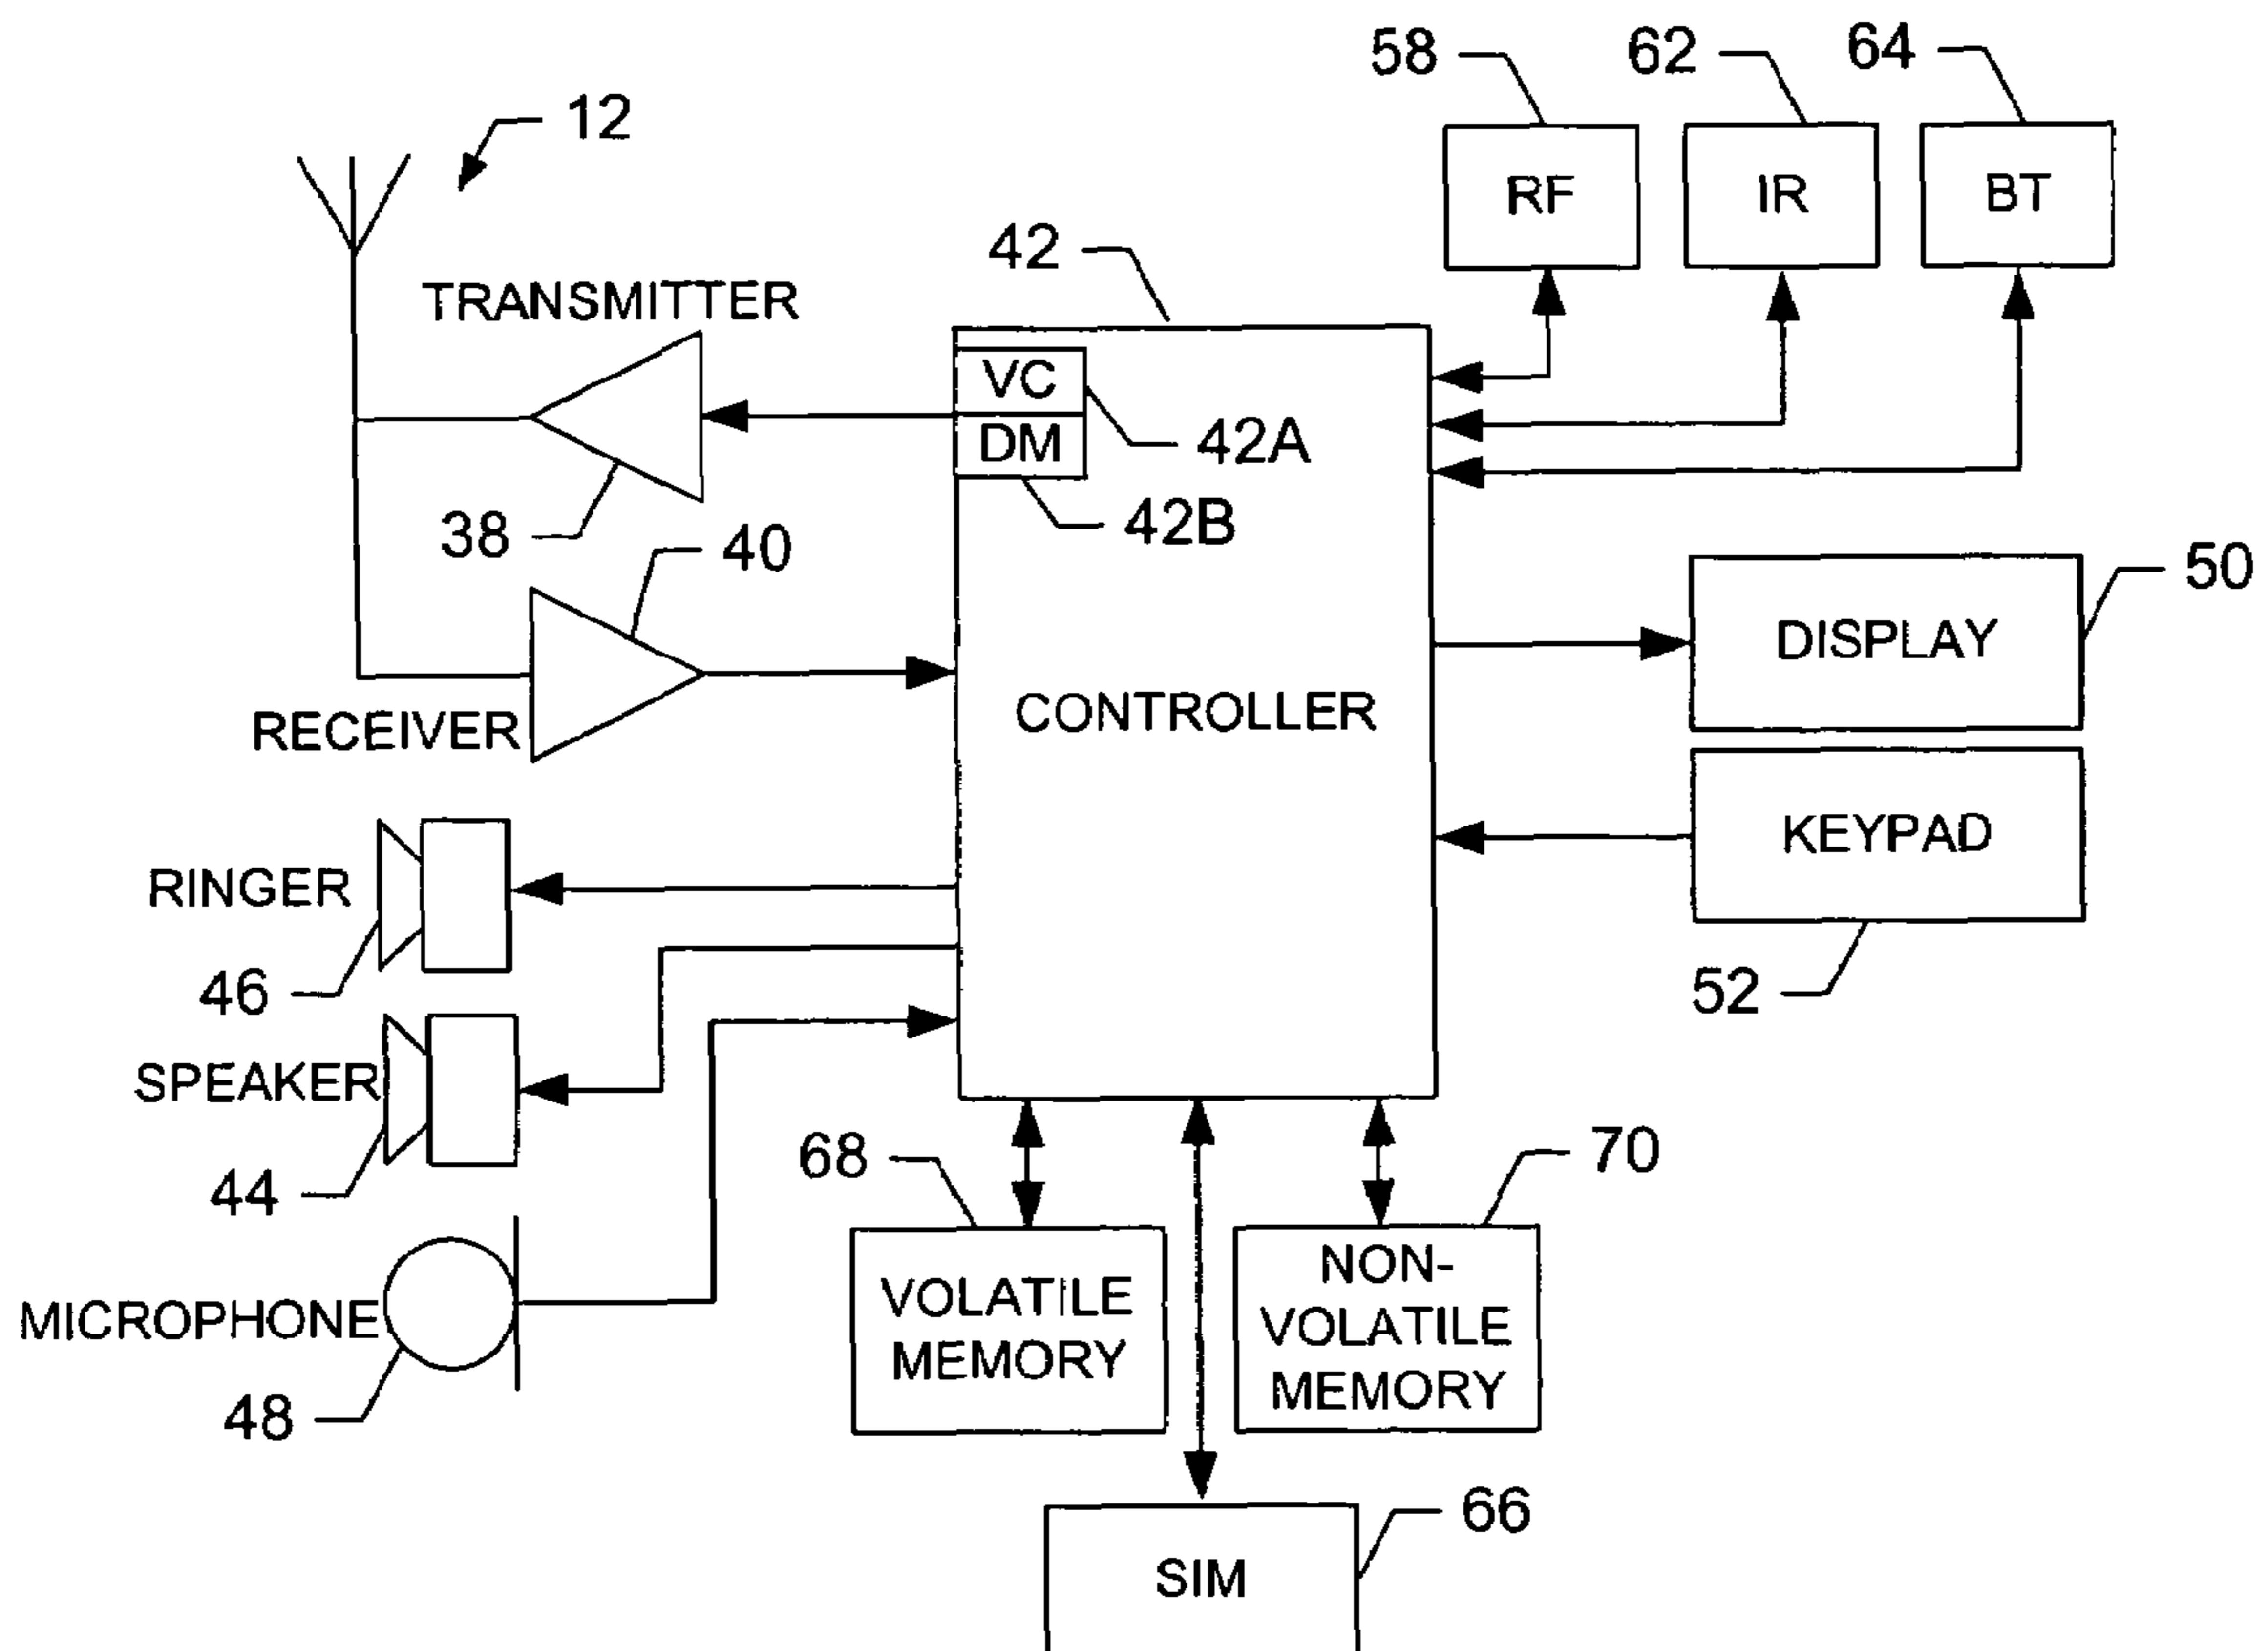 58
62
64
12
RF
IR
BT
42
TRANSMITTER
VC
DM
42A
42B
38
40
50
DISPLAY
CONTROLLER
RECEIVER
KEYPAD
RINGER
46
52
SPEAKER
44
68
70
VOLATILE
MEMORY
NON-
VOLATILE
MEMORY
MICROPHONE
48
66
SIM